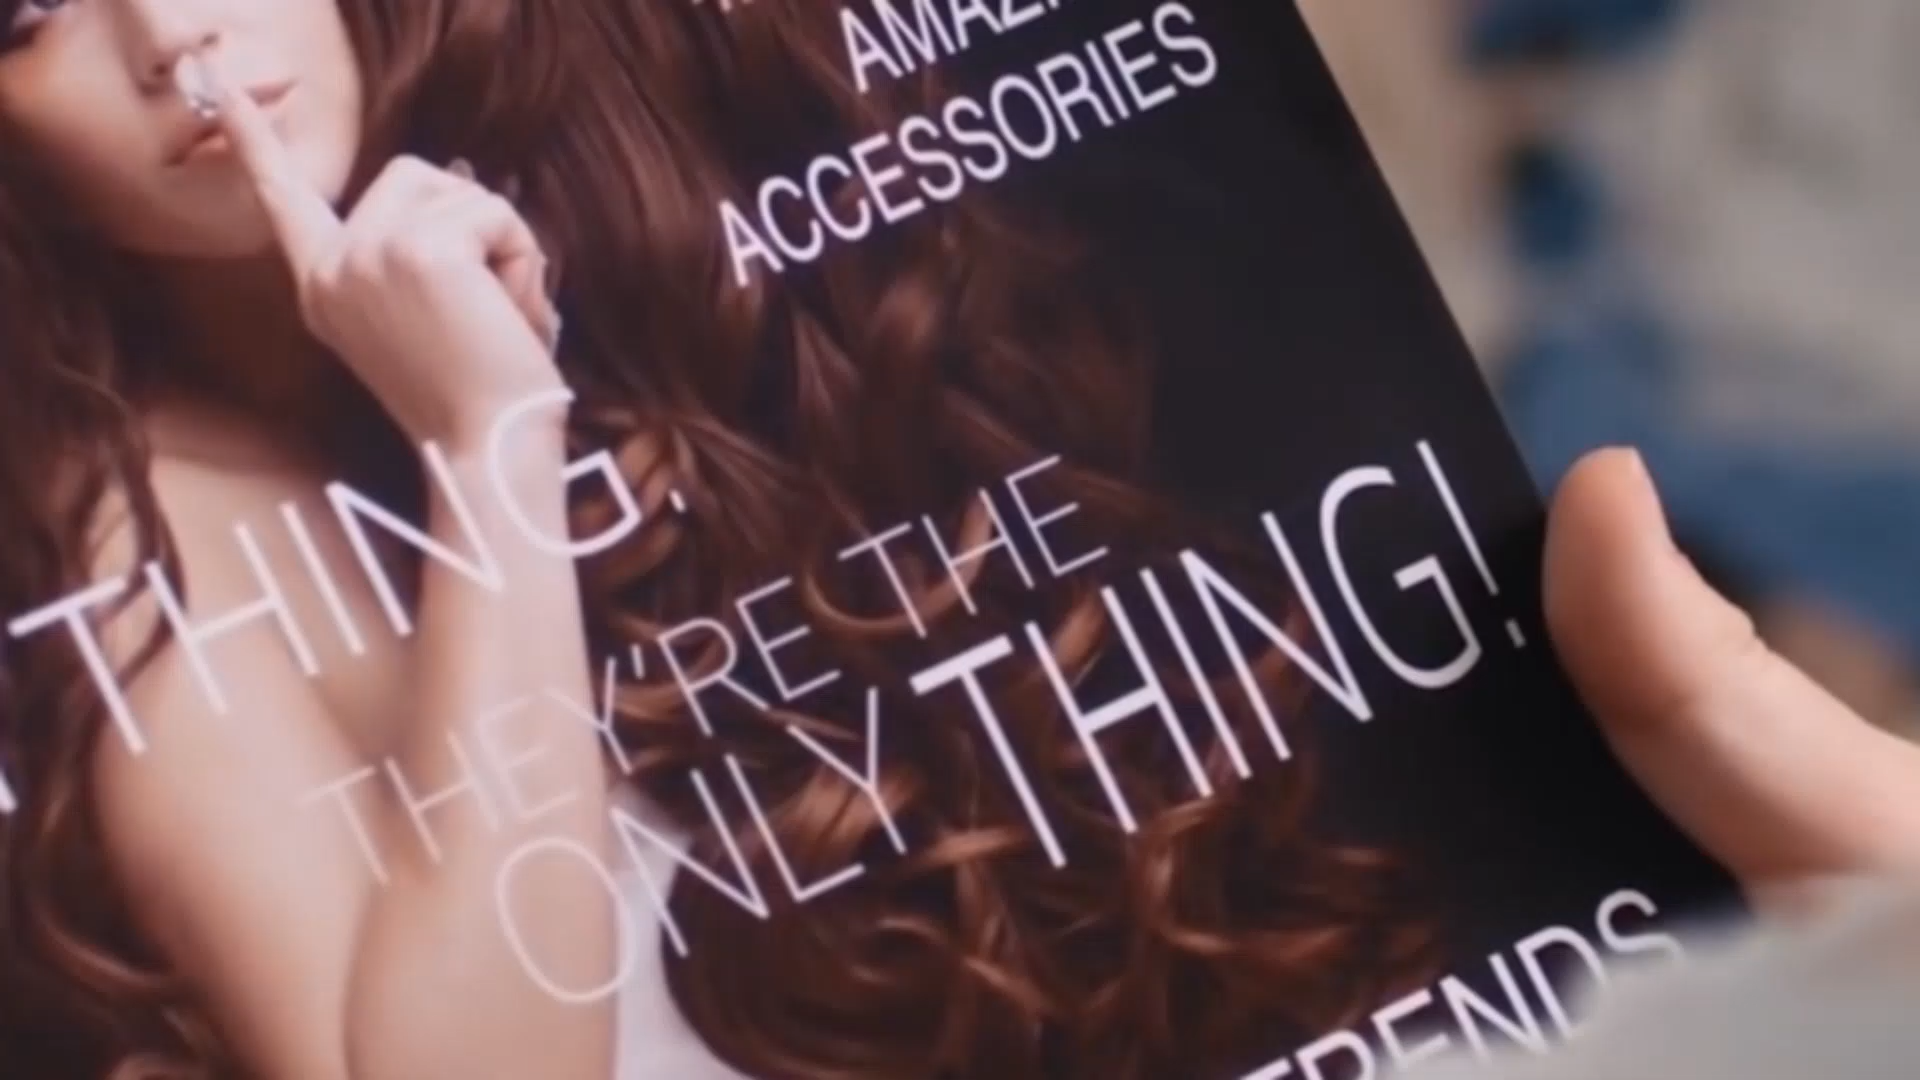 ACCESSORIES
THING,
THEY'RE THE
ONLY THING!
TRENDS